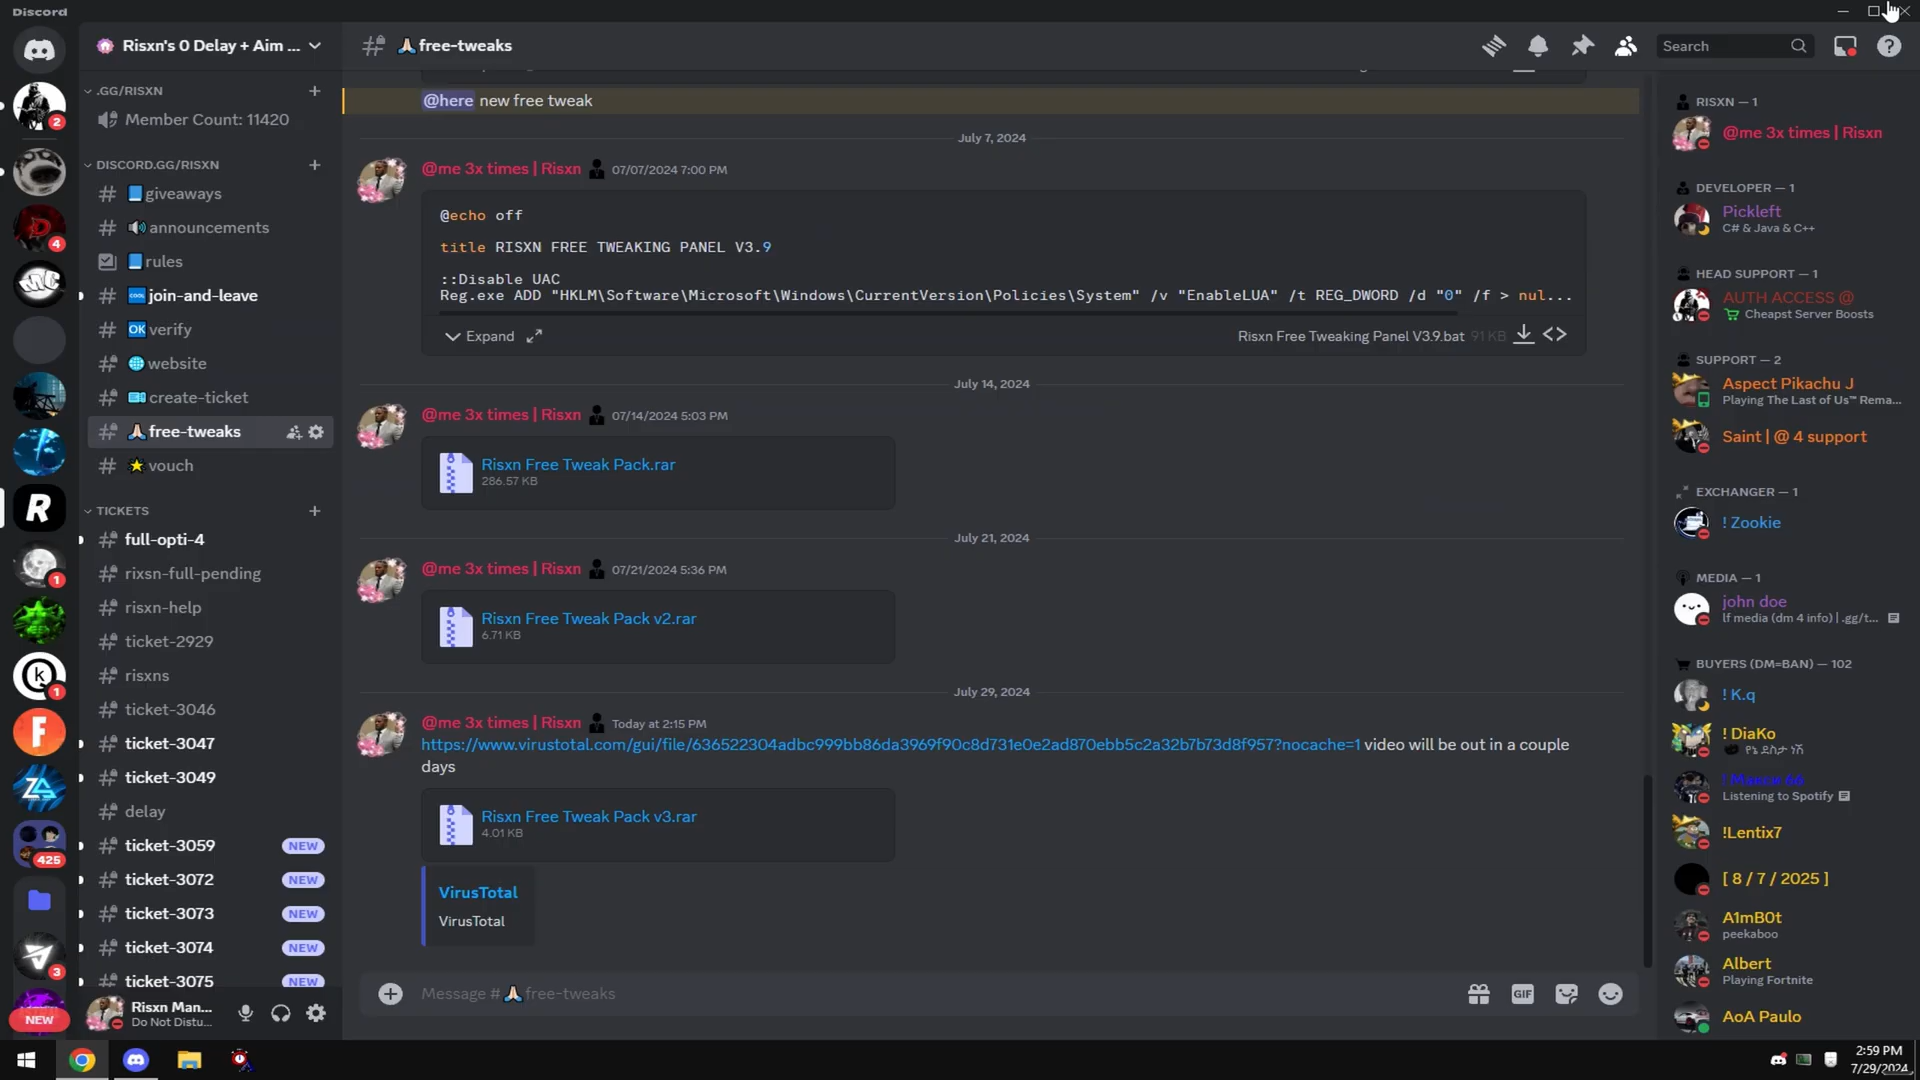 Discord
Risxn's 0 Delay + Aim ...
.GG/RISXN
Member Count: 11420
DISCORD.GG/RISXN
giveaways
announcements
rules
join-and-leave
verify
website
create-ticket
free-tweaks
vouch
TICKETS
full-opti-4
rixsn-full-pending
risxn-help
ticket-2929
risxns
ticket-3046
ticket-3047
ticket-3049
delay
ticket-3059 NEW
ticket-3072 NEW
ticket-3073 NEW
ticket-3074 NEW
ticket-3075 NEW
Risxn Man...
Do Not Distu...
2
4
1
1
425
3
NEW
free-tweaks
Search
@here new free tweak
July 7, 2024
@me 3x times | Risxn 07/07/2024 7:00 PM
@echo off
title RISXN FREE TWEAKING PANEL V3.9
::Disable UAC
Reg.exe ADD "HKLM\Software\Microsoft\Windows\CurrentVersion\Policies\System" /v "EnableLUA" /t REG_DWORD /d "0" /f > nul...
Expand
Risxn Free Tweaking Panel V3.9.bat 91 KB
July 14, 2024
@me 3x times | Risxn 07/14/2024 5:03 PM
Risxn Free Tweak Pack.rar
286.57 KB
July 21, 2024
@me 3x times | Risxn 07/21/2024 5:36 PM
Risxn Free Tweak Pack v2.rar
6.71 KB
July 29, 2024
@me 3x times | Risxn Today at 2:15 PM
https://www.virustotal.com/gui/file/636522304adbc999bb86da3969f90c8d731e0e2ad870ebb5c2a32b7b73d8f957?nocache=1 video will be out in a couple
days
Risxn Free Tweak Pack v3.rar
4.01 KB
VirusTotal
VirusTotal
Message # free-tweaks
GIF
RISXN — 1
@me 3x times | Risxn
DEVELOPER — 1
Pickleft
C# & Java & C++
HEAD SUPPORT — 1
AUTH ACCESS @
Cheapest Server Boosts
SUPPORT — 2
Aspect Pikachu J
Playing The Last of Us™ Rema...
Saint | @ 4 support
EXCHANGER — 1
! Zookie
MEDIA — 1
john doe
lf media (dm 4 info) | .gg/t...
BUYERS (DM=BAN) — 102
! K.q
! DiaKo
Listening to Spotify
!Lentix7
[ 8 / 7 / 2025 ]
A1mB0t
peekaboo
Albert
Playing Fortnite
AoA Paulo
2:59 PM
7/29/2024